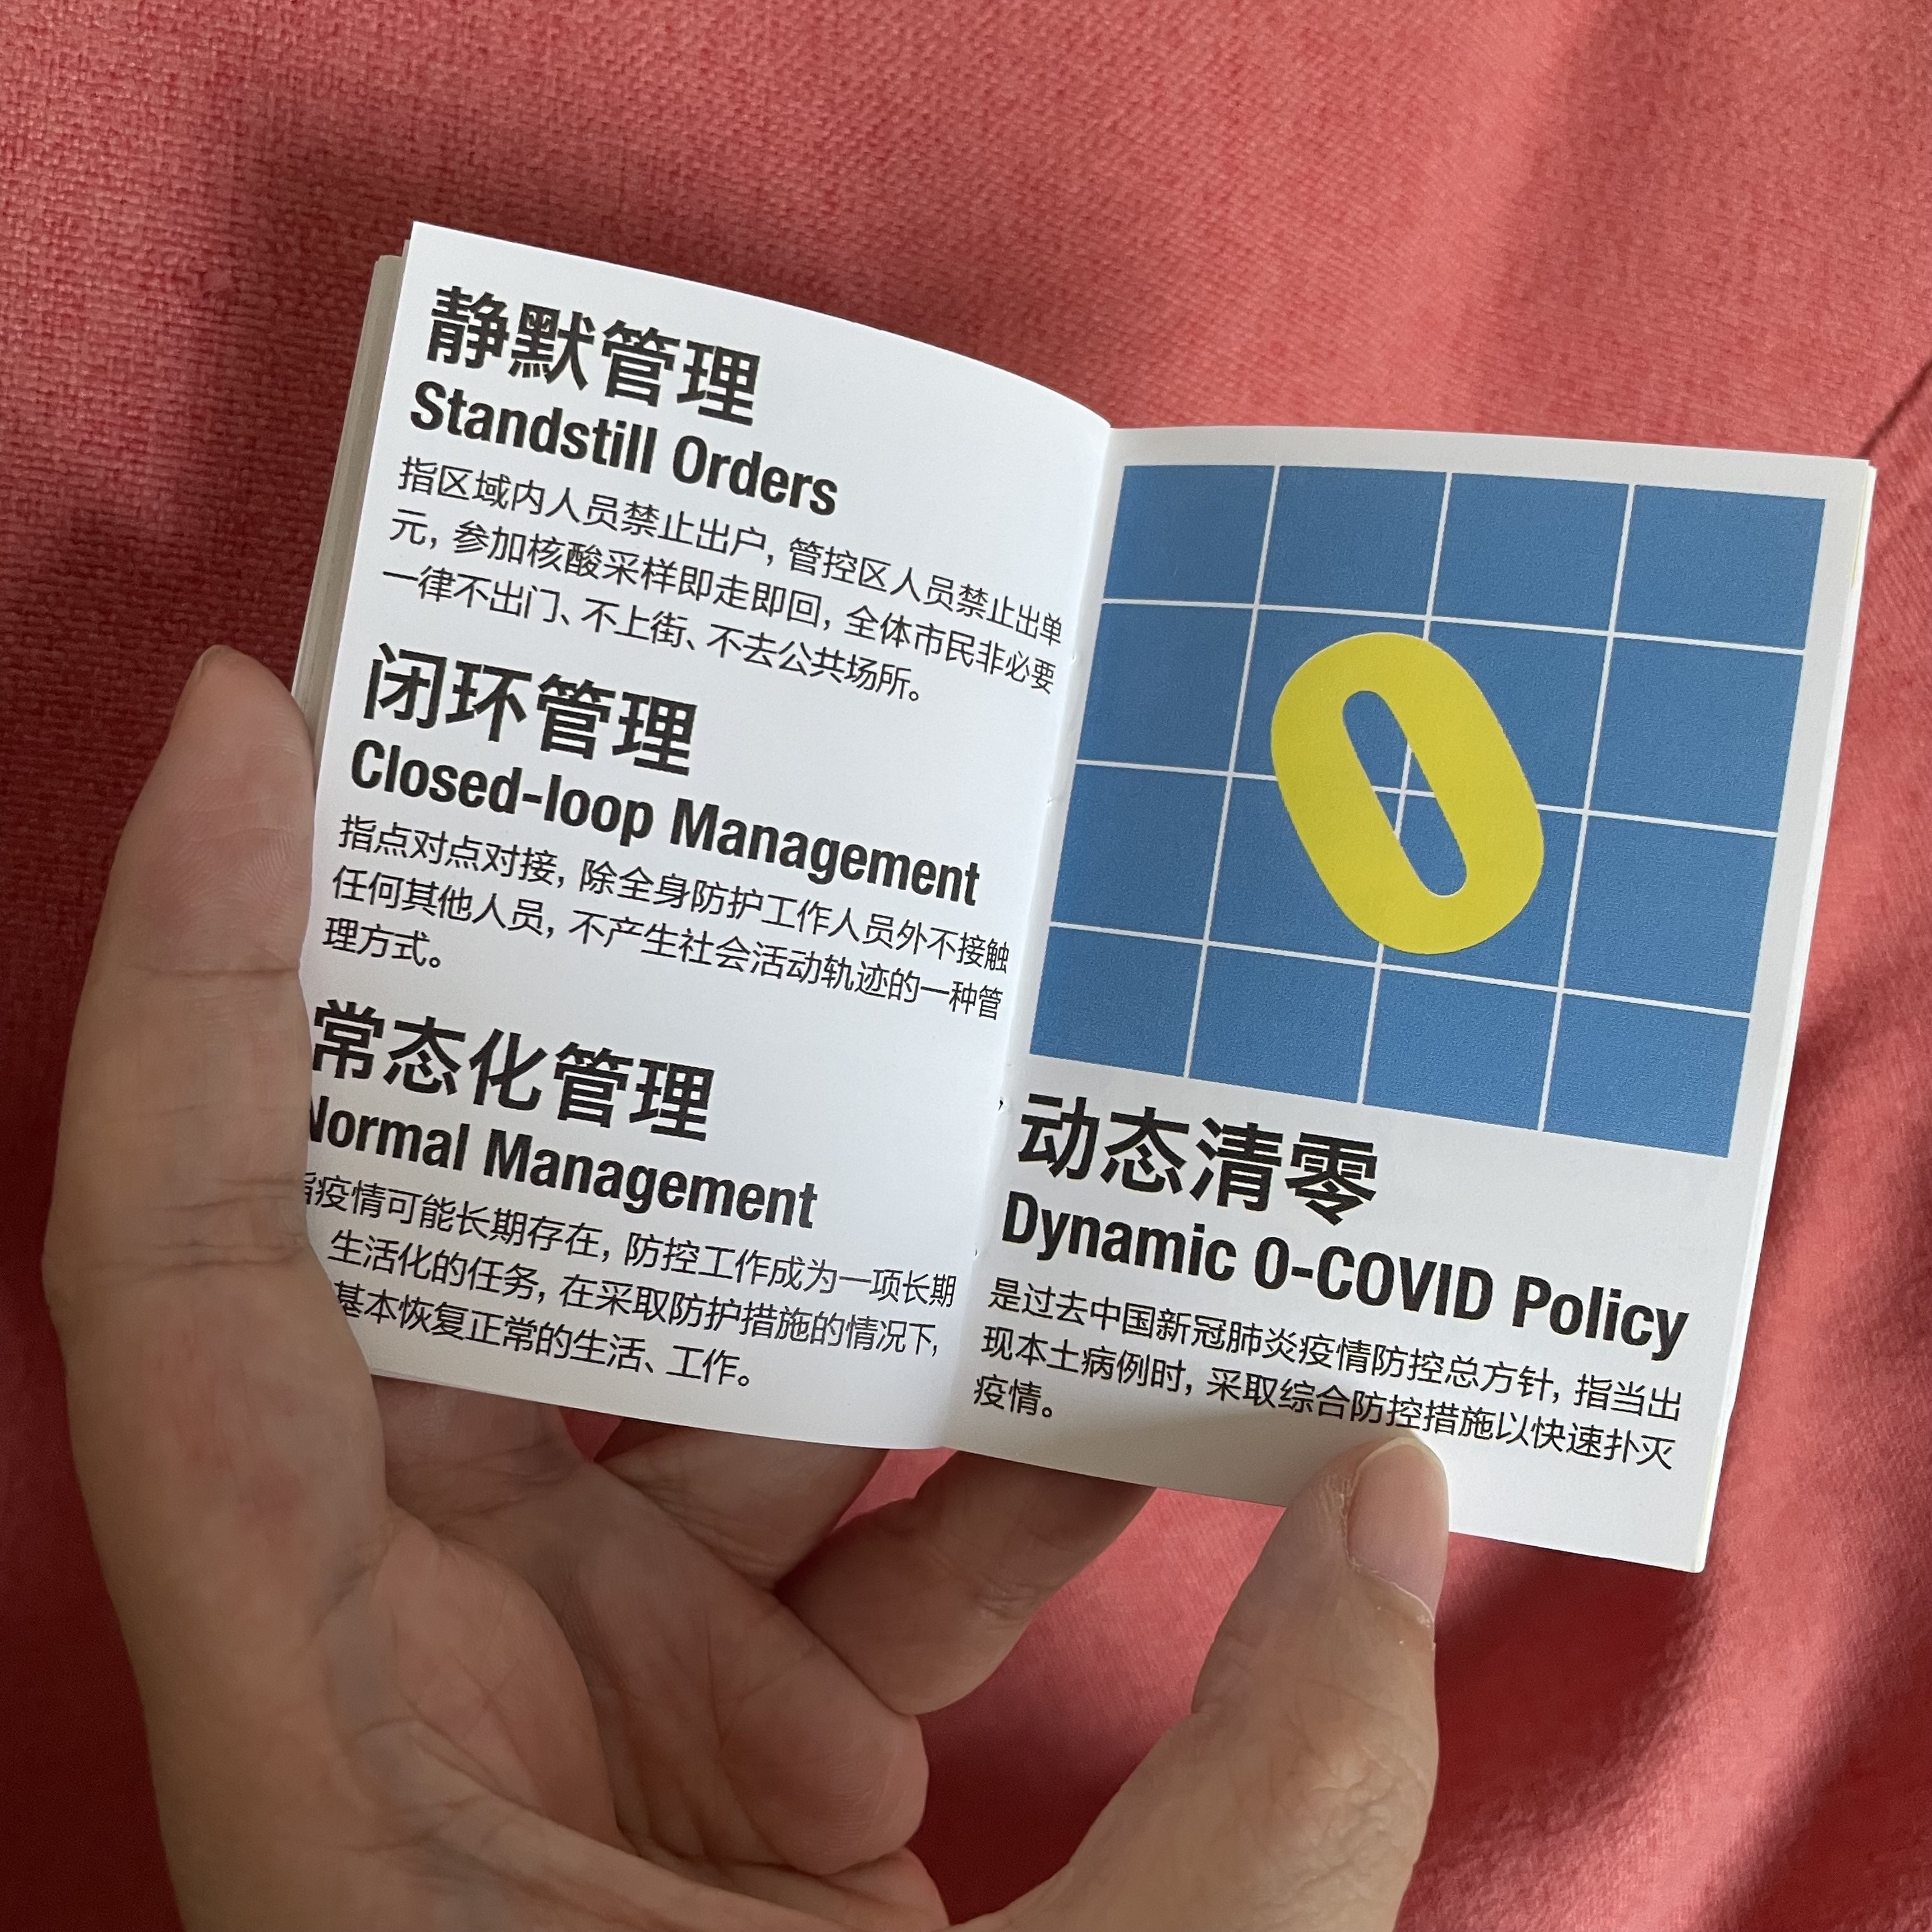 静默管理
Standstill Orders
指区域内人员禁止出户, 管控区人员禁止出单
元, 参加核酸采样即走即回, 全体市民非必要
一律不出门、不上街、不去公共场所。
闭环管理
Closed-loop Management
指点对点对接, 除全身防护工作人员外不接触
任何其他人员, 不产生社会活动轨迹的一种管
理方式。
常态化管理
Normal Management
指疫情可能长期存在, 防控工作成为一项长期
生活化的任务, 在采取防护措施的情况下,
基本恢复正常的生活、工作。
0
动态清零
Dynamic 0-COVID Policy
是过去中国新冠肺炎疫情防控总方针, 指当出
现本土病例时, 采取综合防控措施以快速扑灭
疫情。